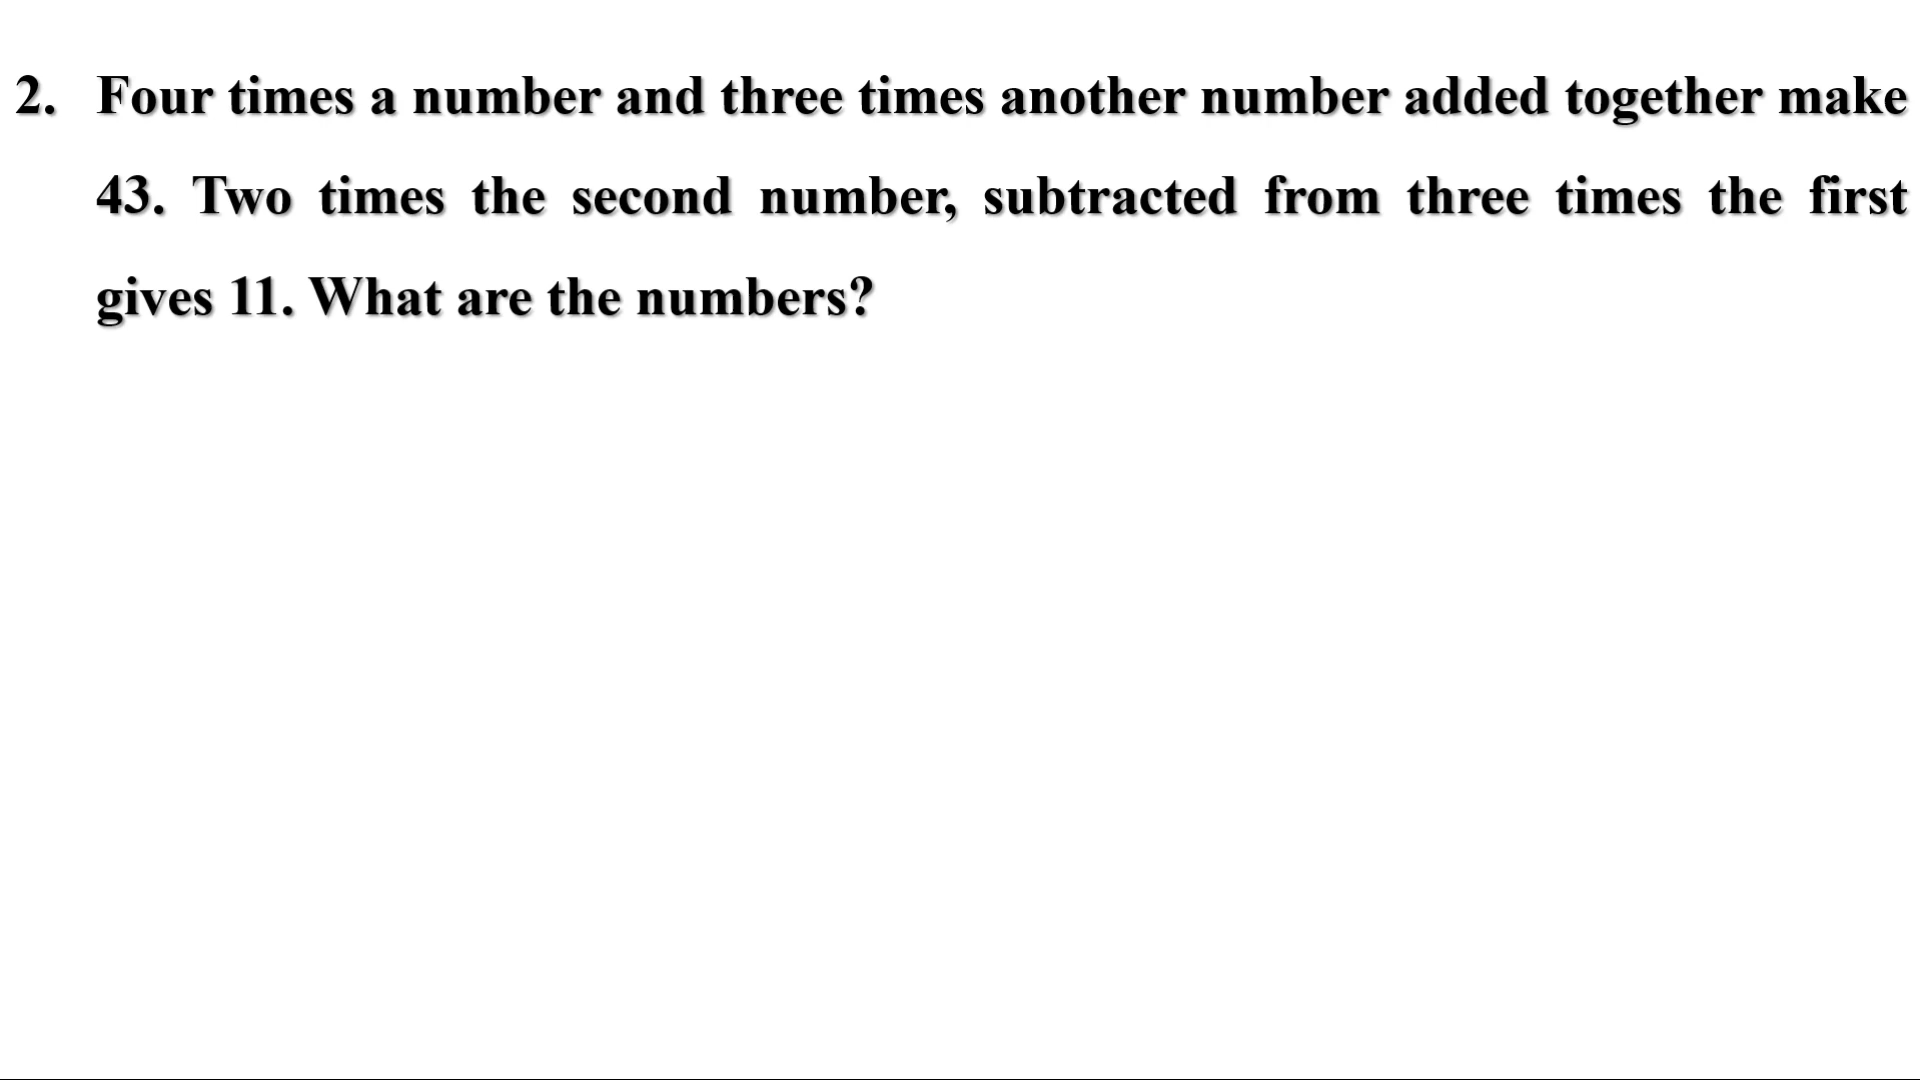 2. Four times a number and three times another number added together make
43. Two times the second number, subtracted from three times the first
gives 11. What are the numbers?